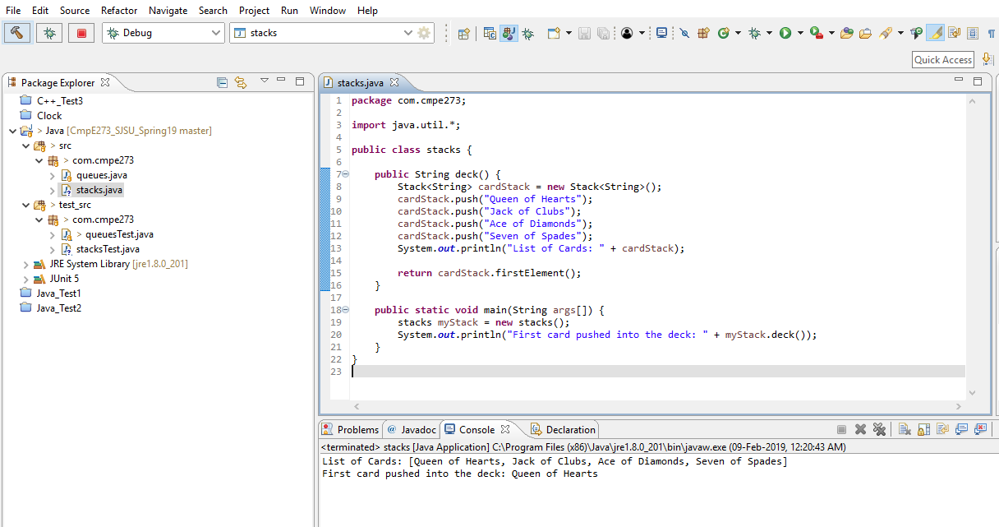 File Edit Source Refactor Navigate Search Project Run Window Help
Debug stacks
Quick Access
Package Explorer
C++_Test3
Clock
> Java [CmpE273_SJSU_Spring19 master]
> src
> com.cmpe273
queues.java
stacks.java
> test_src
> com.cmpe273
> queuesTest.java
stacksTest.java
JRE System Library [jre1.8.0_201]
JUnit 5
Java_Test1
Java_Test2
stacks.java
1 package com.cmpe273;
2
3 import java.util.*;
4
5 public class stacks {
6
7 public String deck() {
8 Stack<String> cardStack = new Stack<String>();
9 cardStack.push("Queen of Hearts");
10 cardStack.push("Jack of Clubs");
11 cardStack.push("Ace of Diamonds");
12 cardStack.push("Seven of Spades");
13 System.out.println("List of Cards: " + cardStack);
14
15 return cardStack.firstElement();
16 }
17
18 public static void main(String args[]) {
19 stacks myStack = new stacks();
20 System.out.println("First card pushed into the deck: " + myStack.deck());
21 }
22 }
23
Problems @ Javadoc Console Declaration
<terminated> stacks [Java Application] C:\Program Files (x86)\Java\jre1.8.0_201\bin\javaw.exe (09-Feb-2019, 12:20:43 AM)
List of Cards: [Queen of Hearts, Jack of Clubs, Ace of Diamonds, Seven of Spades]
First card pushed into the deck: Queen of Hearts